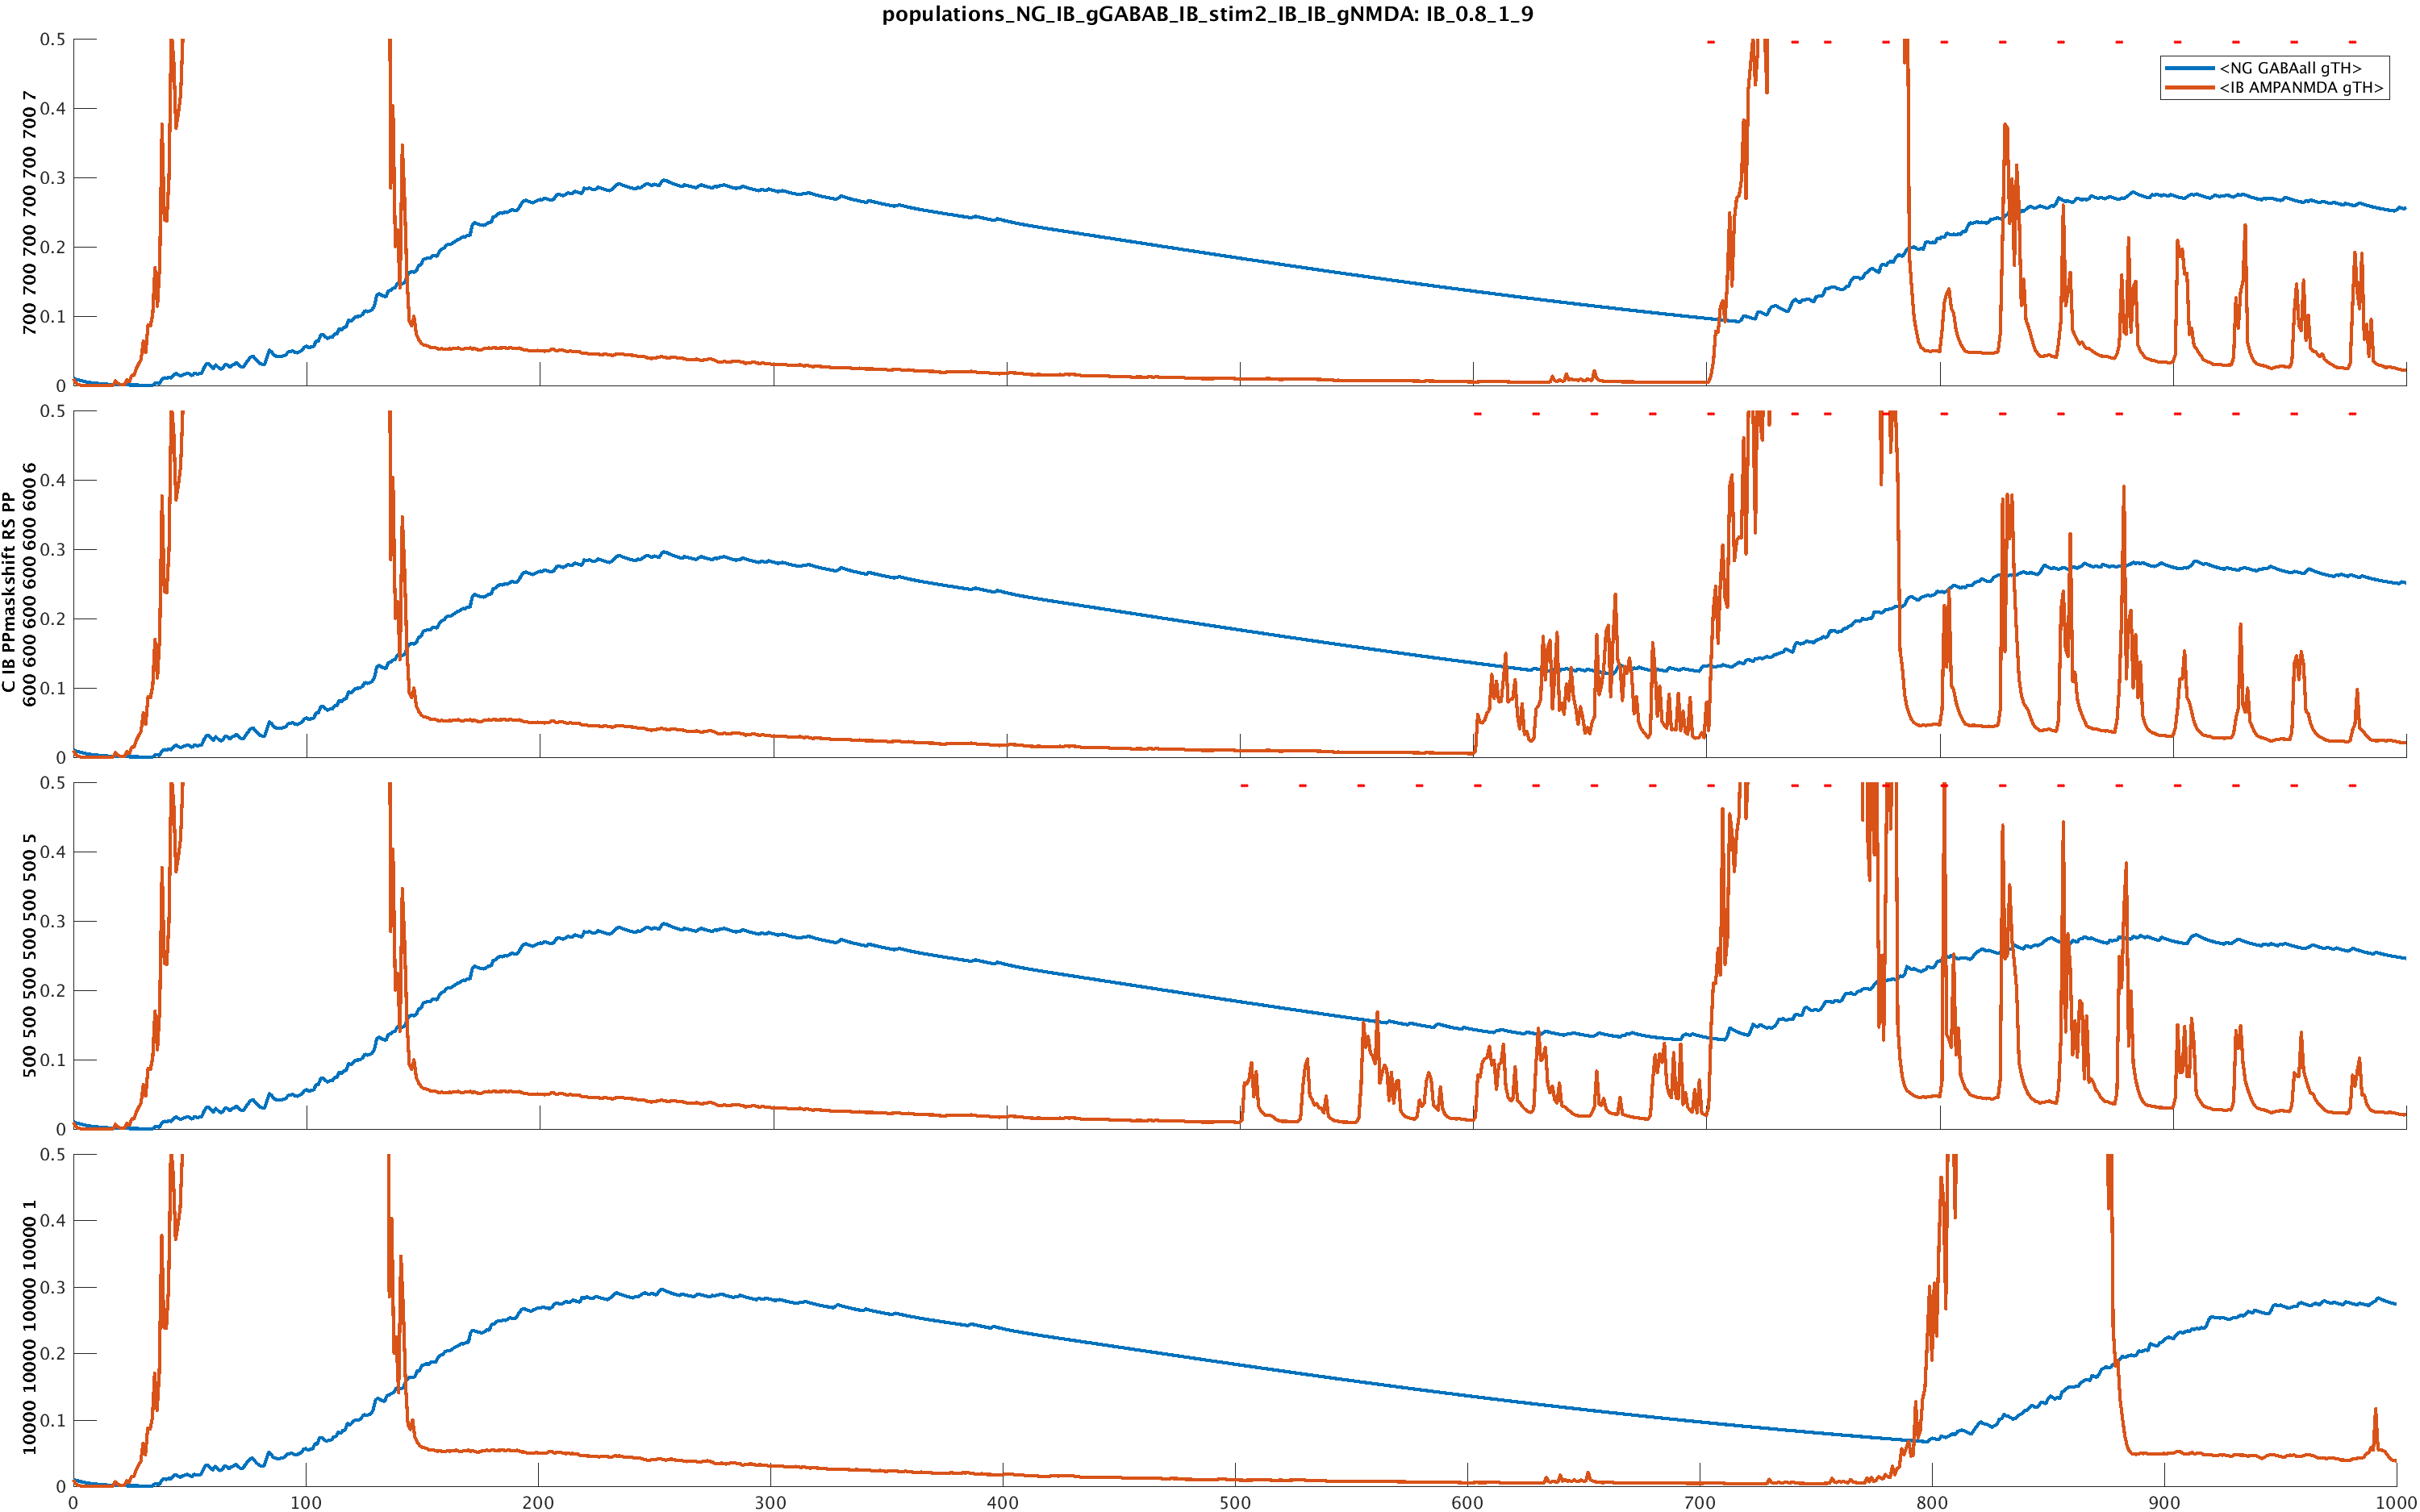 populations_NG_IB_gGABAB_IB_stim2_IB_IB_gNMDA: IB_0.8_1_9
<NG GABAall gTH>
<IB AMPANMDA gTH>
700 700 700 700 700 700 7
0.5
0.4
0.3
0.2
0.1
0
C IB PPmaskshift RS PP
600 600 600 600 600 600 6
0.5
0.4
0.3
0.2
0.1
0
500 500 500 500 500 500 5
0.5
0.4
0.3
0.2
0.1
0
10000 10000 10000 10000 1
0.5
0.4
0.3
0.2
0.1
0
0 100 200 300 400 500 600 700 800 900 1000